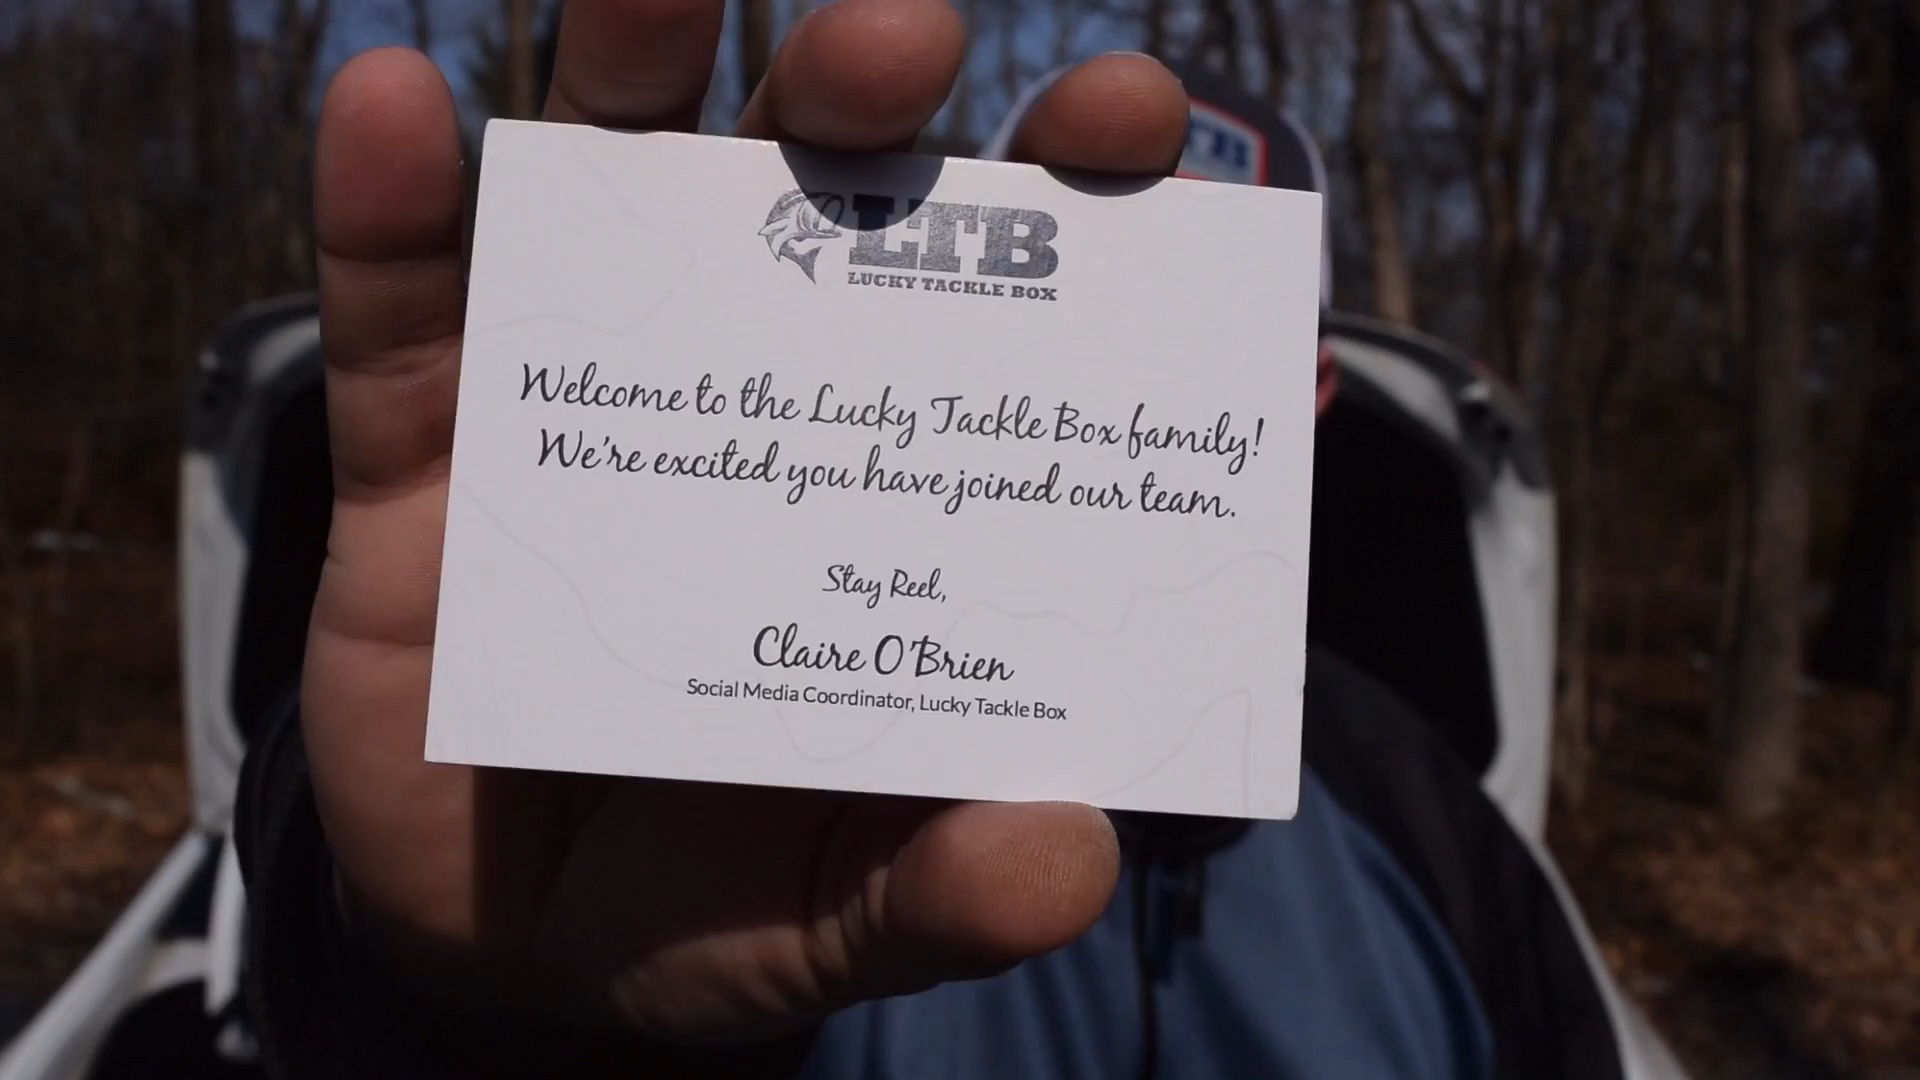 LTB
LUCKY TACKLE BOX
Welcome to the Lucky Tackle Box family!
We're excited you have joined our team.
Stay Reel,
Claire O'Brien
Social Media Coordinator, Lucky Tackle Box
TB